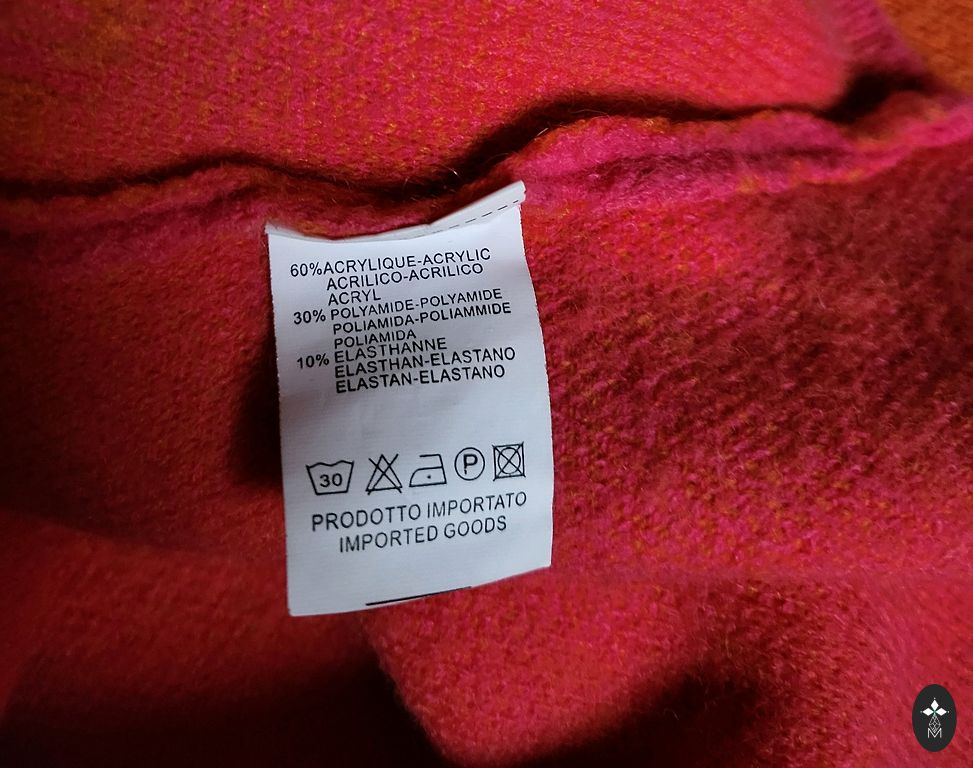 60%ACRYLIQUE-ACRYLIC
ACRILICO-ACRILICO
ACRYL
30% POLYAMIDE-POLYAMIDE
POLIAMIDA-POLIAMMIDE
POLIAMIDA
10% ELASTHANNE
ELASTHAN-ELASTANO
ELASTAN-ELASTANO
30 P
PRODOTTO IMPORTATO
IMPORTED GOODS
M